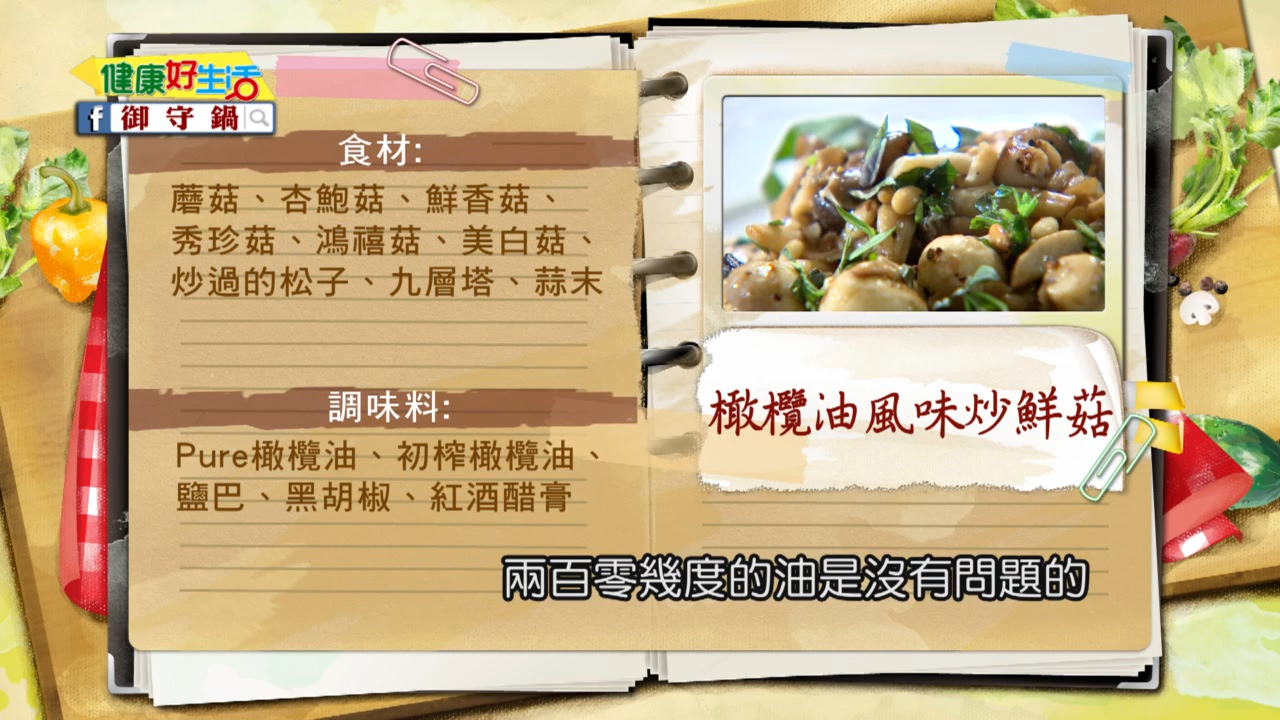 健康好生活
f 御守鍋
食材:
蘑菇、杏鮑菇、鮮香菇、
秀珍菇、鴻禧菇、美白菇、
炒過的松子、九層塔、蒜末
調味料:
Pure橄欖油、初榨橄欖油、
鹽巴、黑胡椒、紅酒醋膏
橄欖油風味炒鮮菇
兩百零幾度的油是沒有問題的